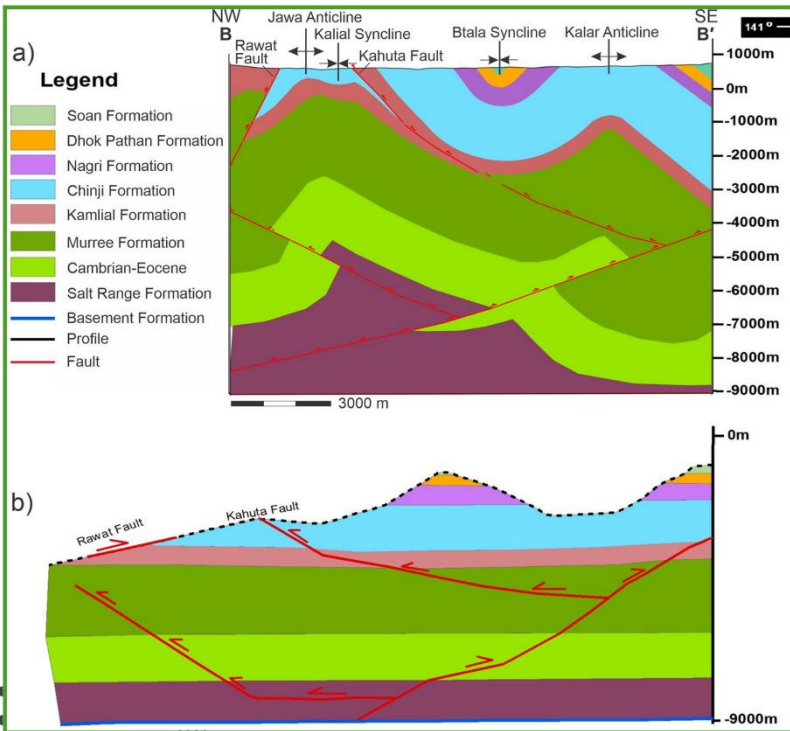 NW
Jawa Anticline
SE
B
Kalial Syncline
Btala Syncline
Kalar Anticline
B'
141°
Rawat
Fault
Kahuta Fault
a)
Legend
Soan Formation
Dhok Pathan Formation
Nagri Formation
Chinji Formation
Kamlial Formation
Murree Formation
Cambrian-Eocene
Salt Range Formation
Basement Formation
Profile
Fault
1000m
0m
-1000m
-2000m
-3000m
-4000m
-5000m
-6000m
-7000m
-8000m
-9000m
3000 m
0m
b)
Rawat Fault
Kahuta Fault
-9000m